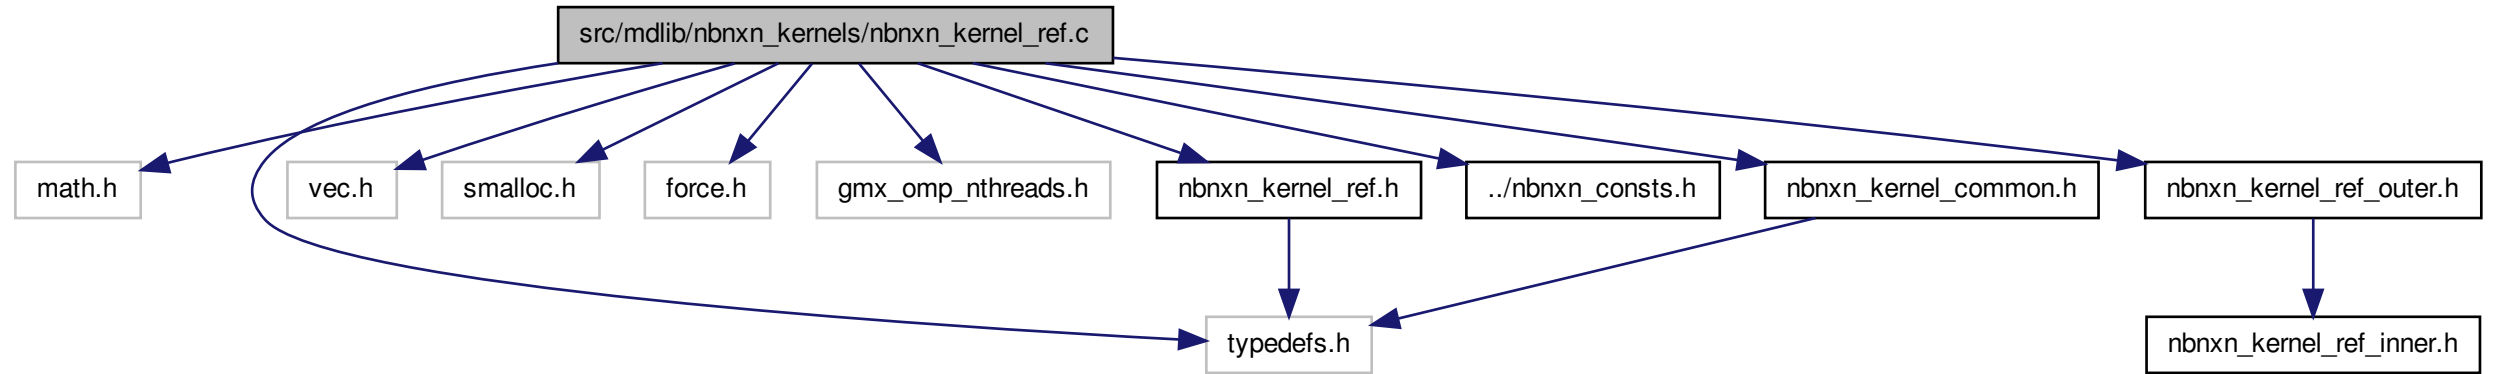 src/mdlib/nbnxn_kernels/nbnxn_kernel_ref.c
math.h
vec.h
smalloc.h
force.h
gmx_omp_nthreads.h
nbnxn_kernel_ref.h
../nbnxn_consts.h
nbnxn_kernel_common.h
nbnxn_kernel_ref_outer.h
typedefs.h
nbnxn_kernel_ref_inner.h